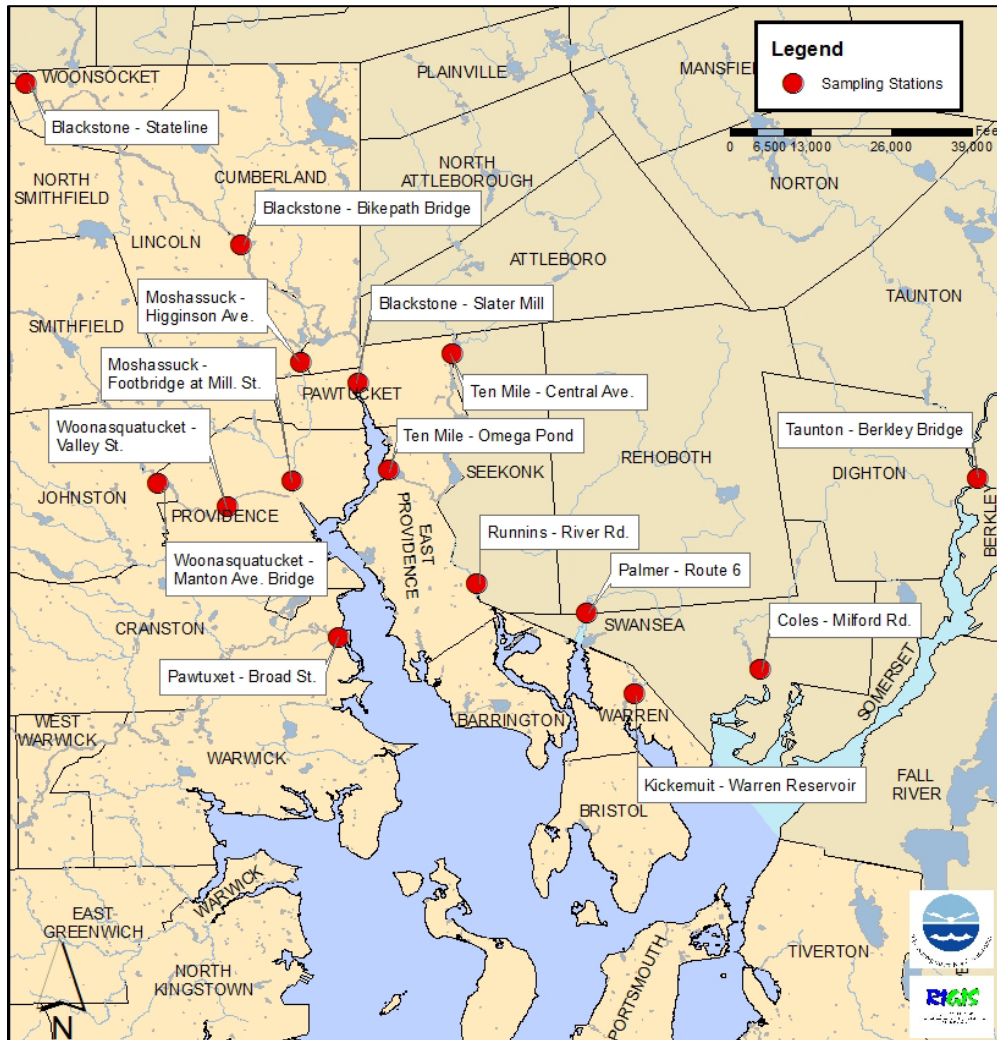 Legend
Sampling Stations
Feet
0 6,500 13,000 26,000 39,000
WOONSOCKET
PLAINVILLE
Blackstone - Stateline
NORTH
SMITHFIELD
CUMBERLAND
NORTH
ATTLEBOROUGH
NORTON
Blackstone - Bikepath Bridge
LINCOLN
ATTLEBORO
Moshassuck -
Higginson Ave.
Blackstone - Slater Mill
TAUNTON
SMITHFIELD
Moshassuck -
Footbridge at Mill. St.
PAWTUCKET
Ten Mile - Central Ave.
Woonasquatucket -
Valley St.
Ten Mile - Omega Pond
Taunton - Berkley Bridge
REHOBOTH
SEEKONK
DIGHTON
JOHNSTON
PROVIDENCE
EAST
PROVIDENCE
BERKLE
Runnins - River Rd.
Woonasquatucket -
Manton Ave. Bridge
Palmer - Route 6
SWANSEA
Coles - Milford Rd.
CRANSTON
Pawtuxet - Broad St.
SOMERSET
WEST
WARWICK
BARRINGTON
WARREN
WARWICK
Kickemuit - Warren Reservoir
FALL
RIVER
BRISTOL
WARWICK
EAST
GREENWICH
TIVERTON
NORTH
KINGSTOWN
PORTSMOUTH
N
RIGIS